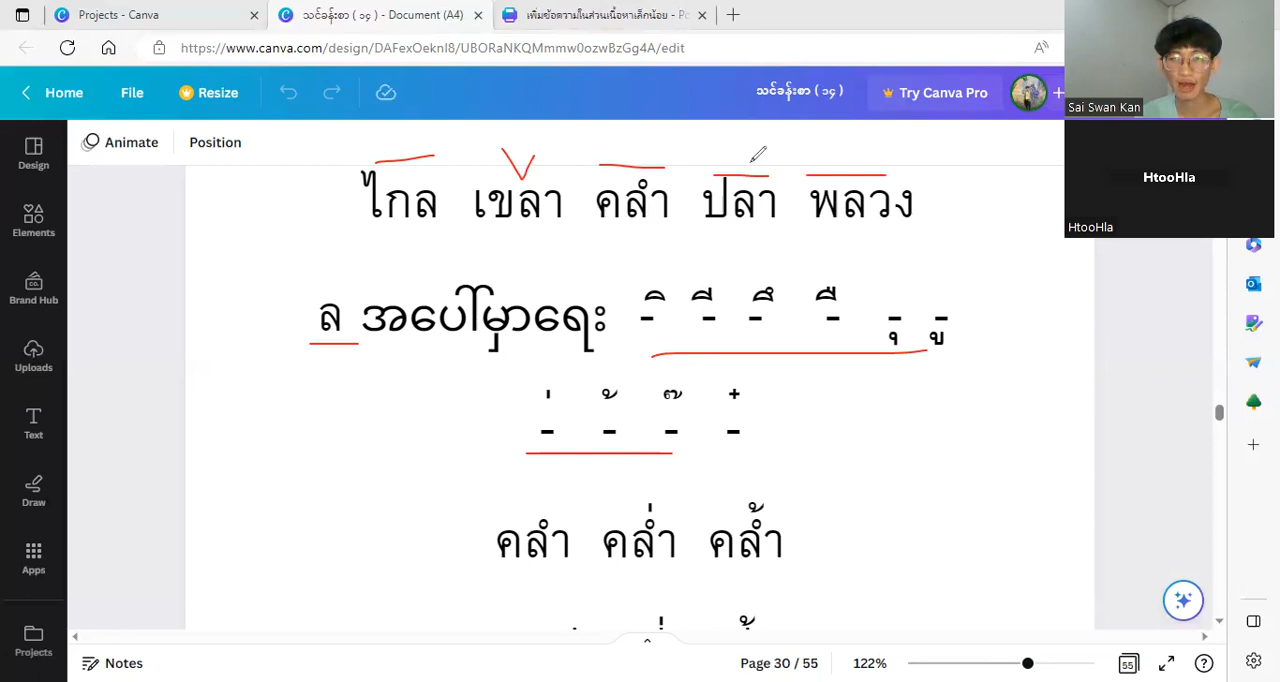 Projects - Canva
သင်ခန်းစာ (၁၄) - Document (A4)
เพิ่มข้อความในส่วนเนื้อหาเล็กน้อย - Po
https://www.canva.com/design/DAFexOeknI8/UBORaNKQMmmw0ozwBzGg4A/edit
Home File Resize သင်ခန်းစာ (၁၄) Try Canva Pro
Sai Swan Kan
HtooHla
HtooHla
Animate Position
Design
Elements
Brand Hub
Uploads
Text
Draw
Apps
Projects
ไกล เขลา คลำ ปลา พลวง
ล အပေါ်မှာရေး -ิ -ี -ึ -ื -ุ -ู
-่ -้ -๊ -๋
คลำ คล่ำ คล้ำ
Notes Page 30 / 55 122% 55